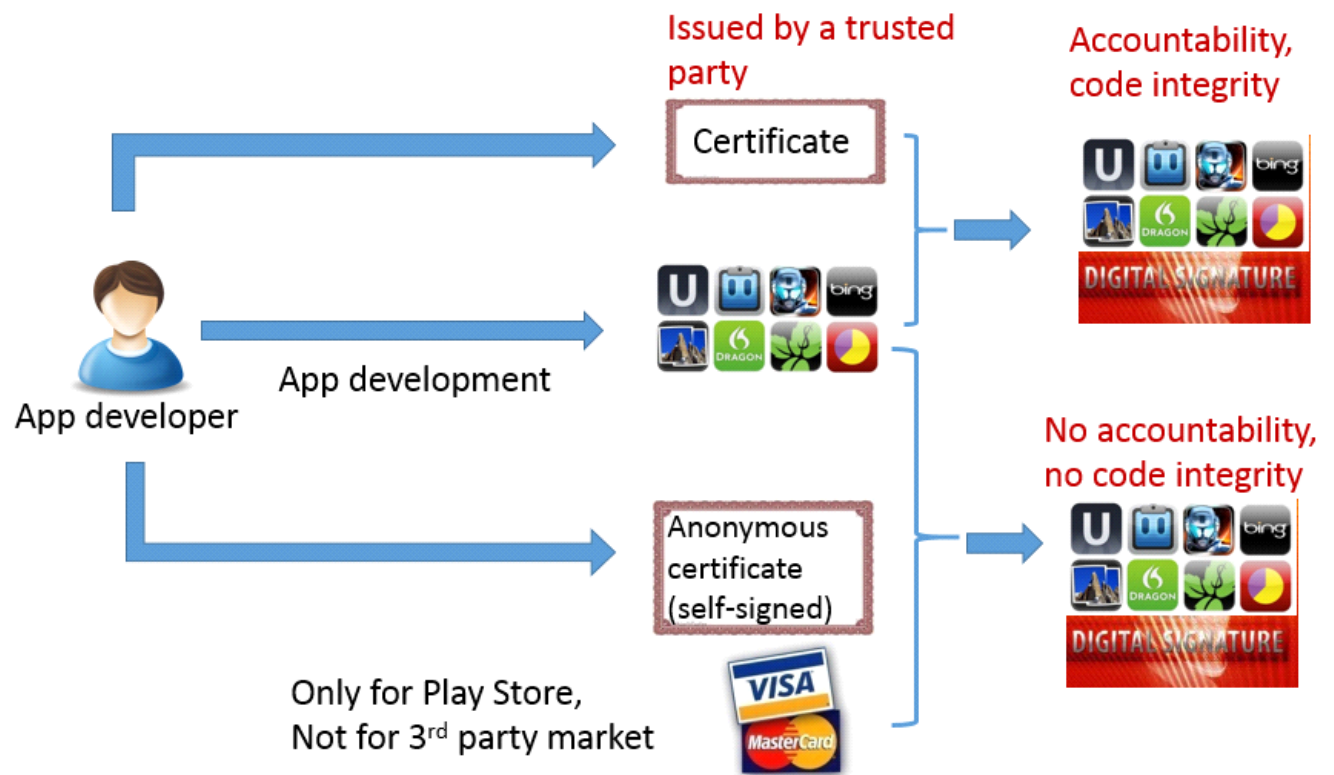 Issued by a trusted
party
Accountability,
code integrity
Certificate
U
bing
DRAGON
DIGITAL SIGNATURE
U
bing
DRAGON
App development
App developer
No accountability,
no code integrity
Anonymous
certificate
(self-signed)
U
bing
DRAGON
DIGITAL SIGNATURE
Only for Play Store,
Not for 3rd party market
VISA
MasterCard